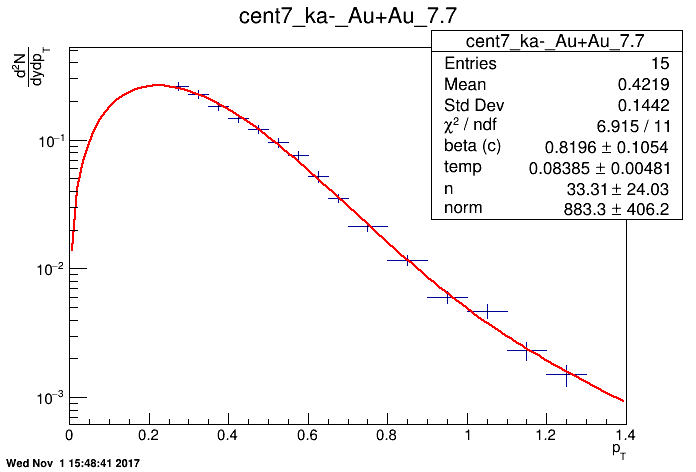 cent7_ka-_Au+Au_7.7
d²N
dydp_T
cent7_ka-_Au+Au_7.7
Entries 15
Mean 0.4219
Std Dev 0.1442
χ² / ndf 6.915 / 11
beta (c) 0.8196 ± 0.1054
temp 0.08385 ± 0.00481
n 33.31 ± 24.03
norm 883.3 ± 406.2
10⁻¹
10⁻²
10⁻³
0 0.2 0.4 0.6 0.8 1 1.2 1.4
p_T
Wed Nov 1 15:48:41 2017